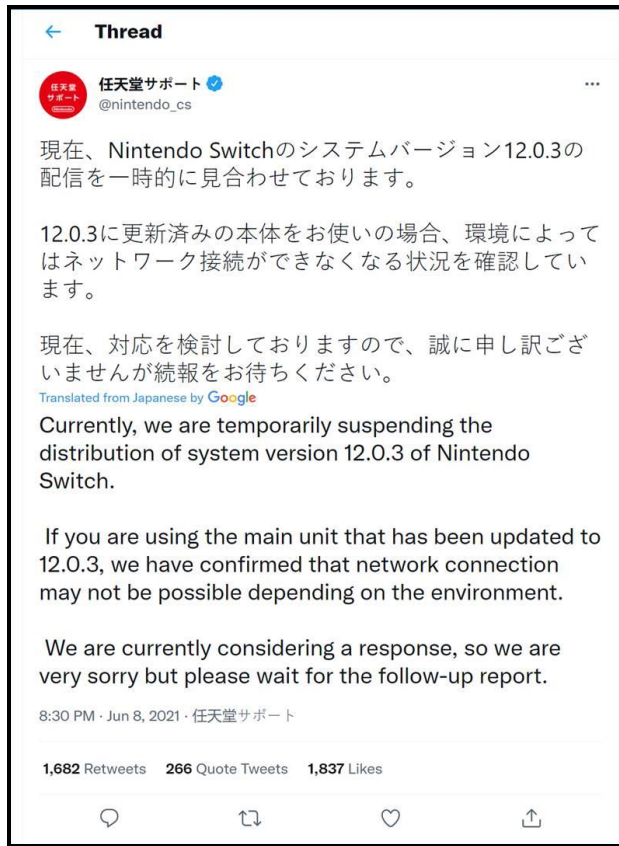 Thread
任天堂
サポート
Nintendo
任天堂サポート
@nintendo_cs
現在、Nintendo Switchのシステムバージョン12.0.3の
配信を一時的に見合わせております。
12.0.3に更新済みの本体をお使いの場合、環境によって
はネットワーク接続ができなくなる状況を確認してい
ます。
現在、対応を検討しておりますので、誠に申し訳ござ
いませんが続報をお待ちください。
Translated from Japanese by Google
Currently, we are temporarily suspending the
distribution of system version 12.0.3 of Nintendo
Switch.
If you are using the main unit that has been updated to
12.0.3, we have confirmed that network connection
may not be possible depending on the environment.
We are currently considering a response, so we are
very sorry but please wait for the follow-up report.
8:30 PM · Jun 8, 2021 · 任天堂サポート
1,682 Retweets 266 Quote Tweets 1,837 Likes